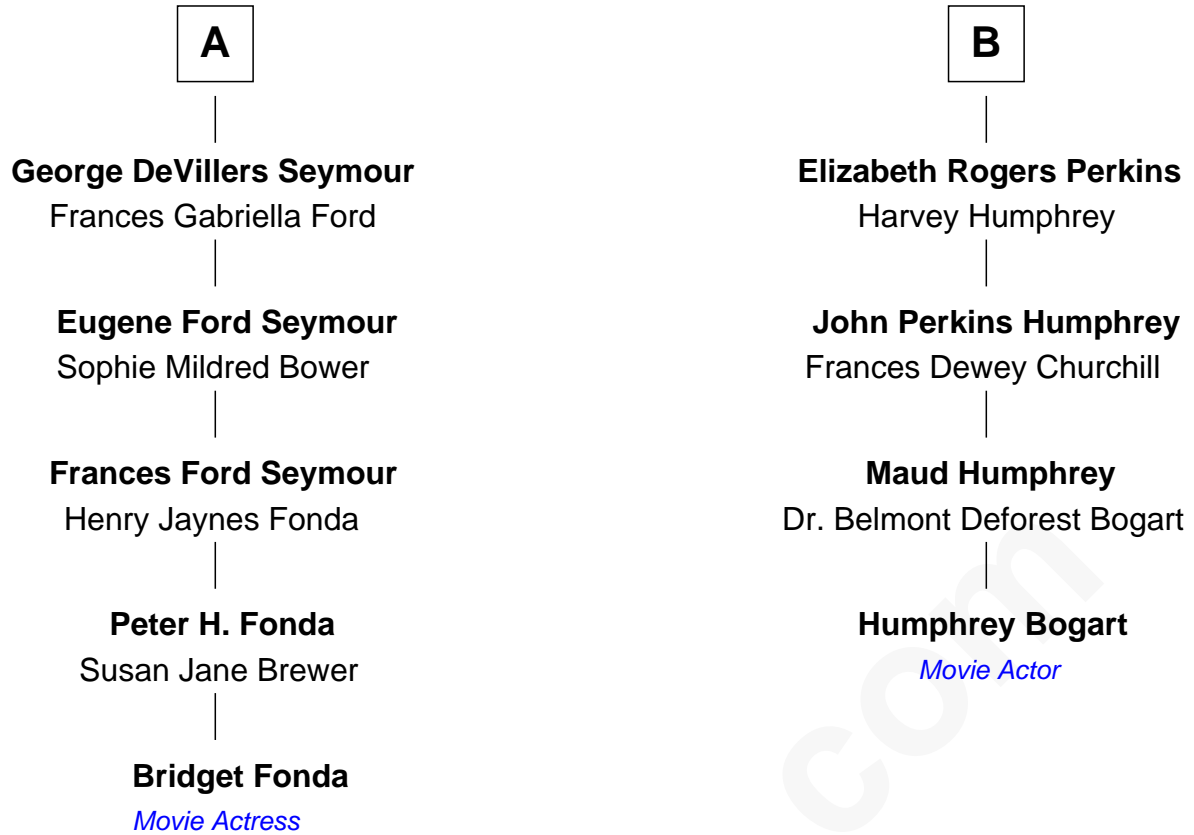 A
George DeVillers Seymour
Frances Gabriella Ford
Eugene Ford Seymour
Sophie Mildred Bower
Frances Ford Seymour
Henry Jaynes Fonda
Peter H. Fonda
Susan Jane Brewer
Bridget Fonda
Movie Actress
B
Elizabeth Rogers Perkins
Harvey Humphrey
John Perkins Humphrey
Frances Dewey Churchill
Maud Humphrey
Dr. Belmont Deforest Bogart
Humphrey Bogart
Movie Actor
com